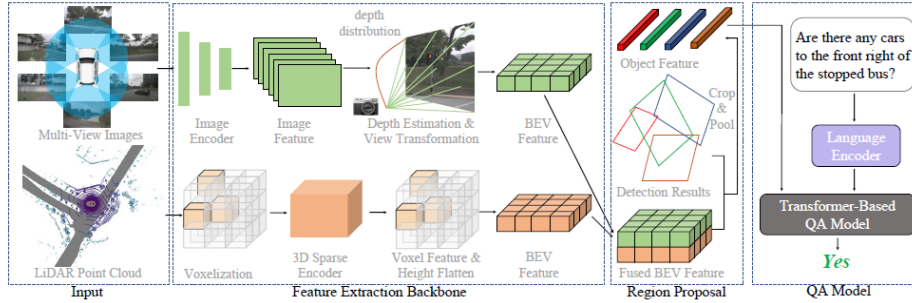 depth
distribution
Multi-View Images
Image
Encoder
Image
Feature
Depth Estimation &
View Transformation
BEV
Feature
LiDAR Point Cloud
Voxelization
3D Sparse
Encoder
Voxel Feature &
Height Flatten
BEV
Feature
Object Feature
Crop
&
Pool
Detection Results
Fused BEV Feature
Are there any cars
to the front right of
the stopped bus?
Language
Encoder
Transformer-Based
QA Model
Yes
Input
Feature Extraction Backbone
Region Proposal
QA Model